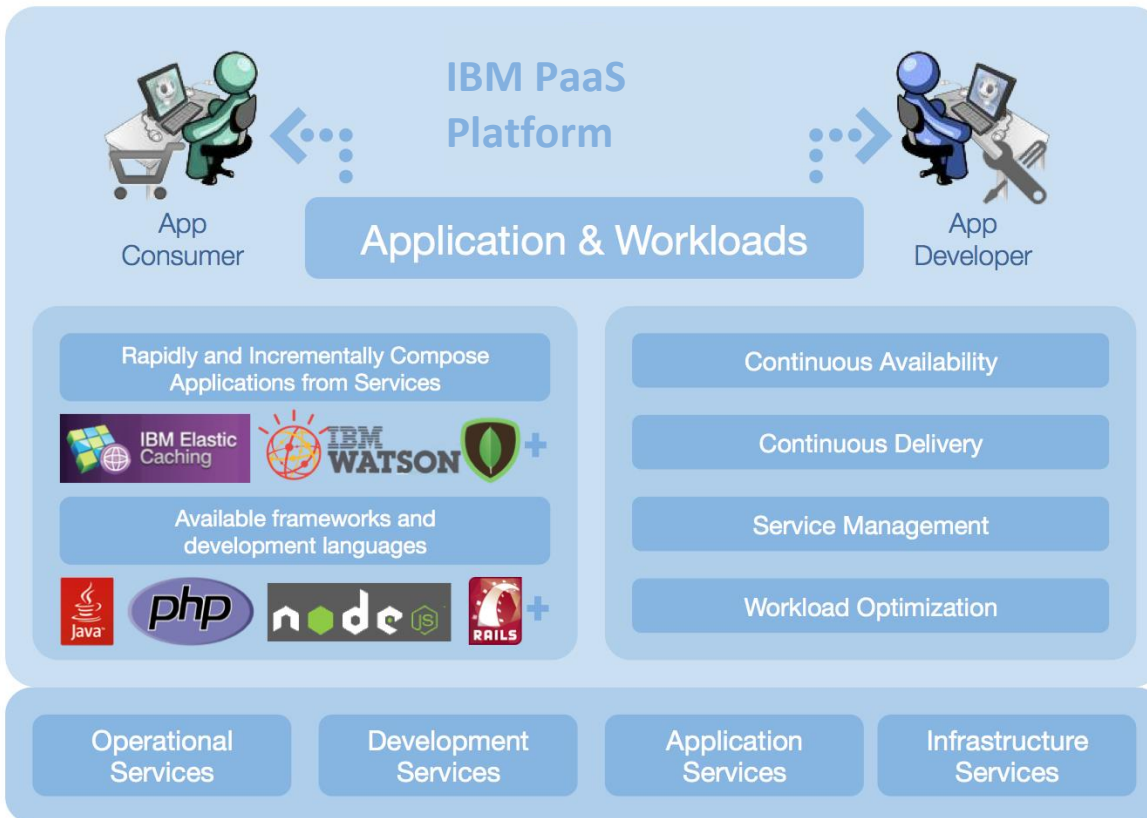 IBM PaaS
Platform
App
Consumer
Application & Workloads
App
Developer
Rapidly and Incrementally Compose
Applications from Services
IBM Elastic
Caching
IBM
WATSON
+
Available frameworks and
development languages
Java™
php
node
js
RAILS
+
Continuous Availability
Continuous Delivery
Service Management
Workload Optimization
Operational
Services
Development
Services
Application
Services
Infrastructure
Services